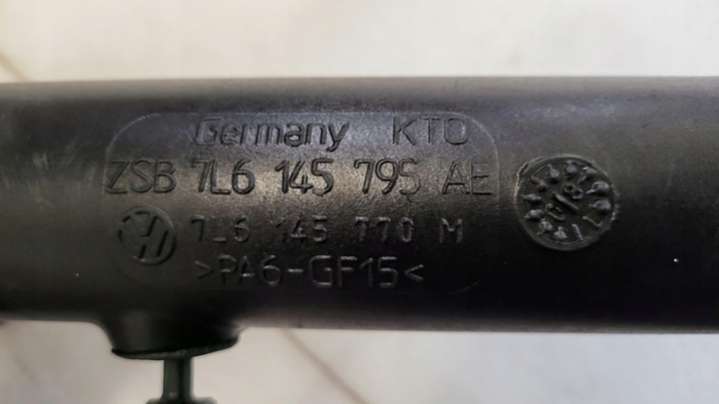 Germany KTO
ZSB 7L6 145 795 AE
7L6 145 770 M
>PA6-GF15<